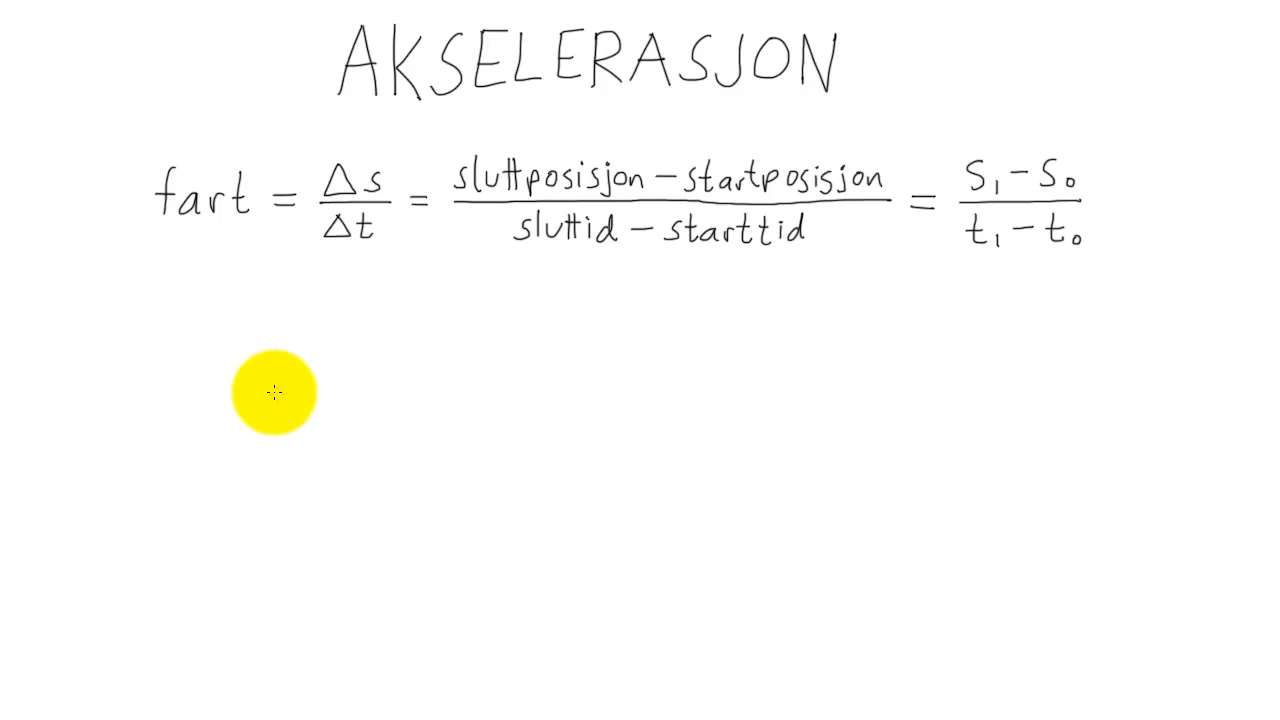 AKSELERASJON
fart = Δs/Δt = sluttposisjon - startposisjon / sluttid - starttid = S₁ - S₀ / t₁ - t₀